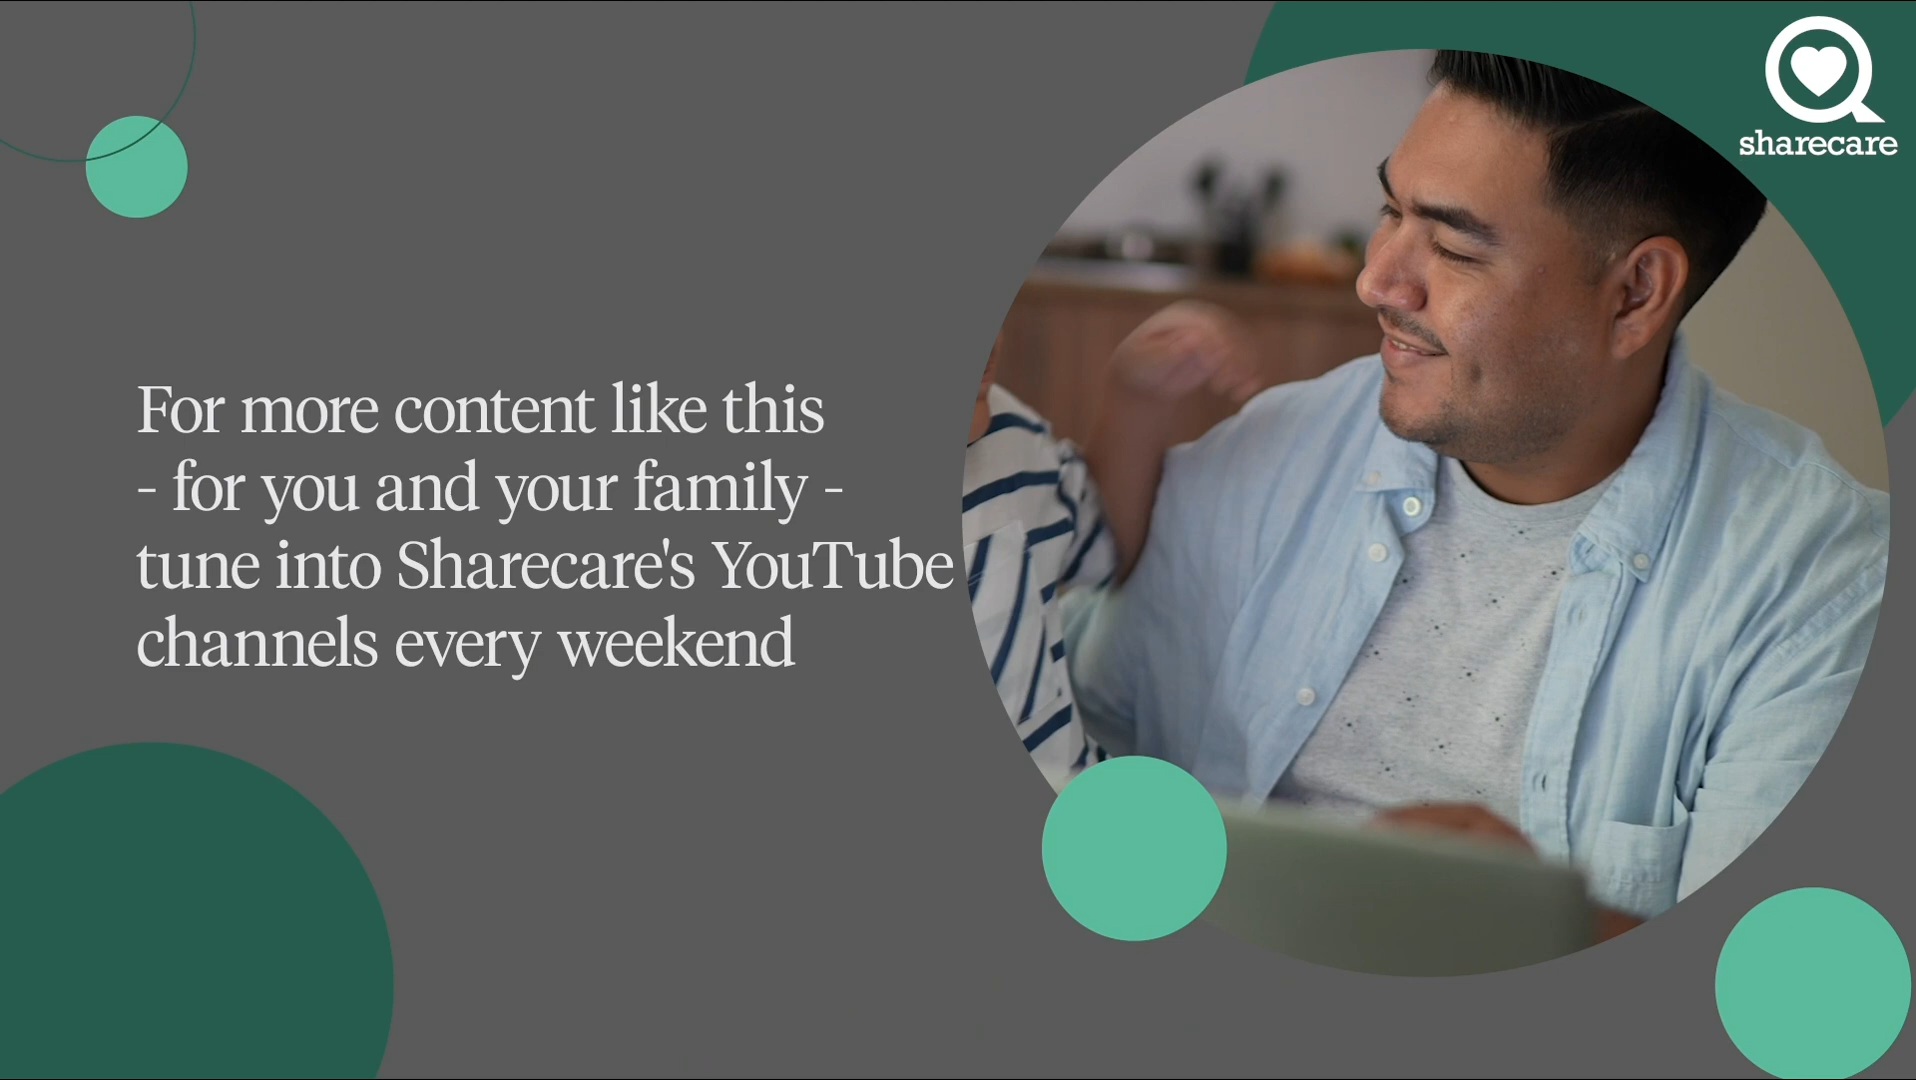 sharecare
For more content like this
- for you and your family -
tune into Sharecare's YouTube
channels every weekend